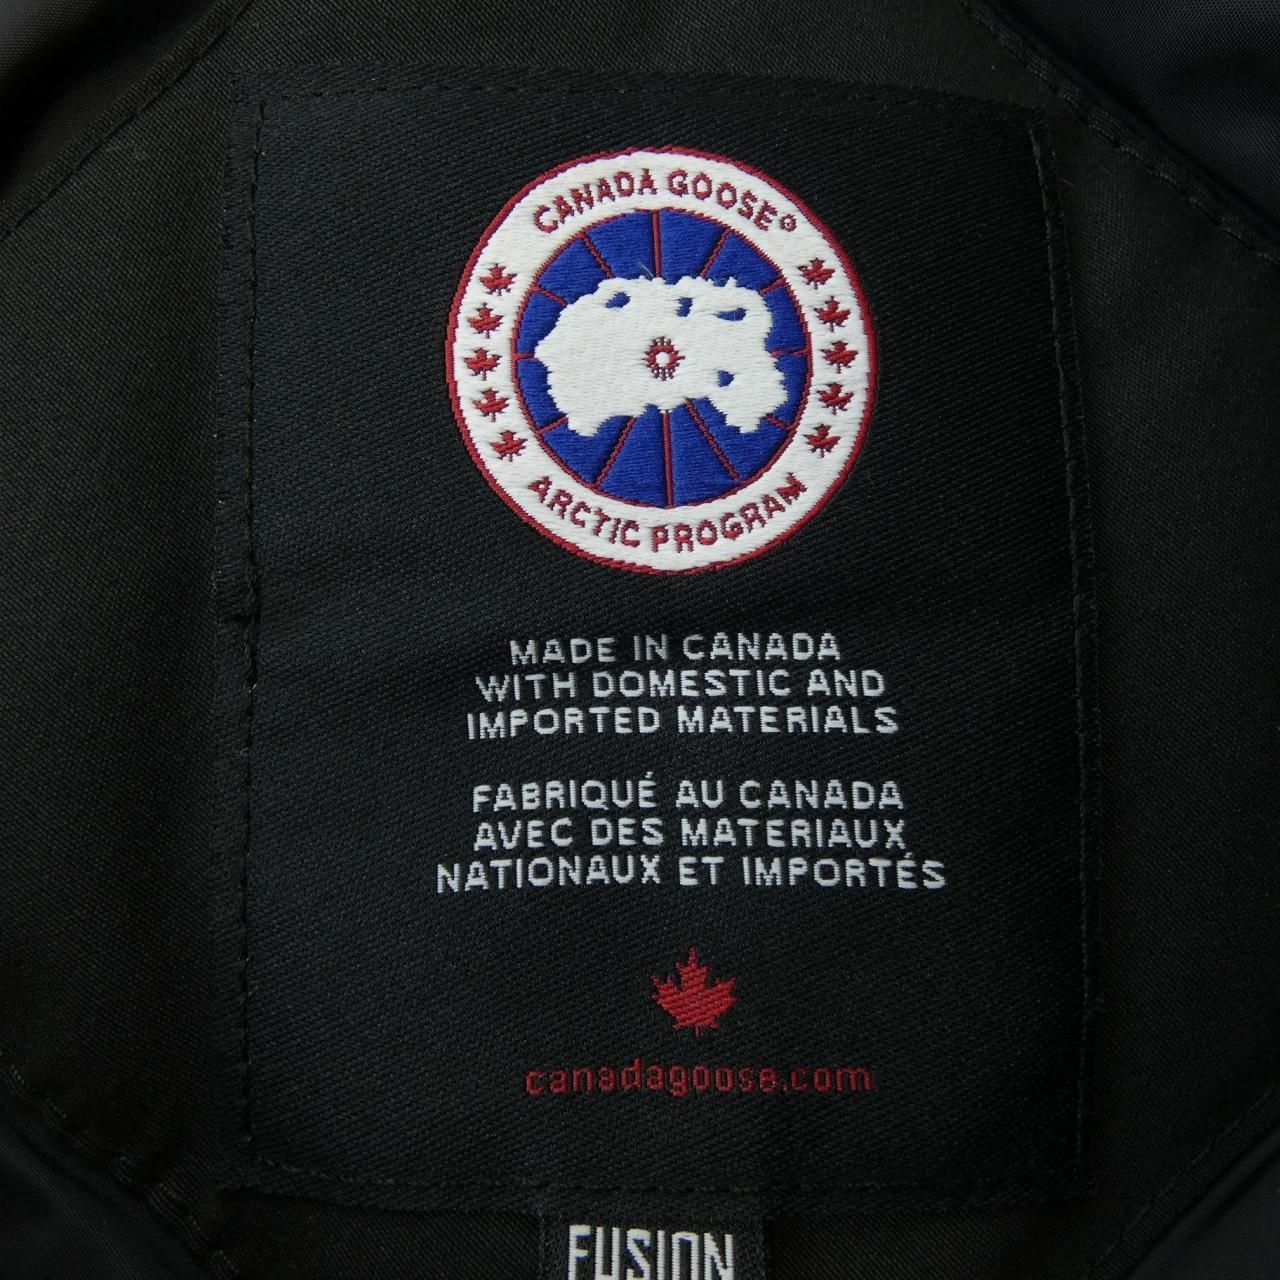 CANADA GOOSE®
ARCTIC PROGRAM
MADE IN CANADA
WITH DOMESTIC AND
IMPORTED MATERIALS
FABRIQUÉ AU CANADA
AVEC DES MATERIAUX
NATIONAUX ET IMPORTÉS
canadagoose.com
FUSION